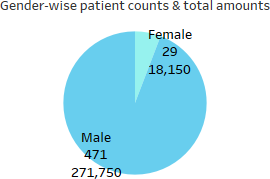 Gender-wise patient counts & total amounts
Female
29
18,150
Male
471
271,750